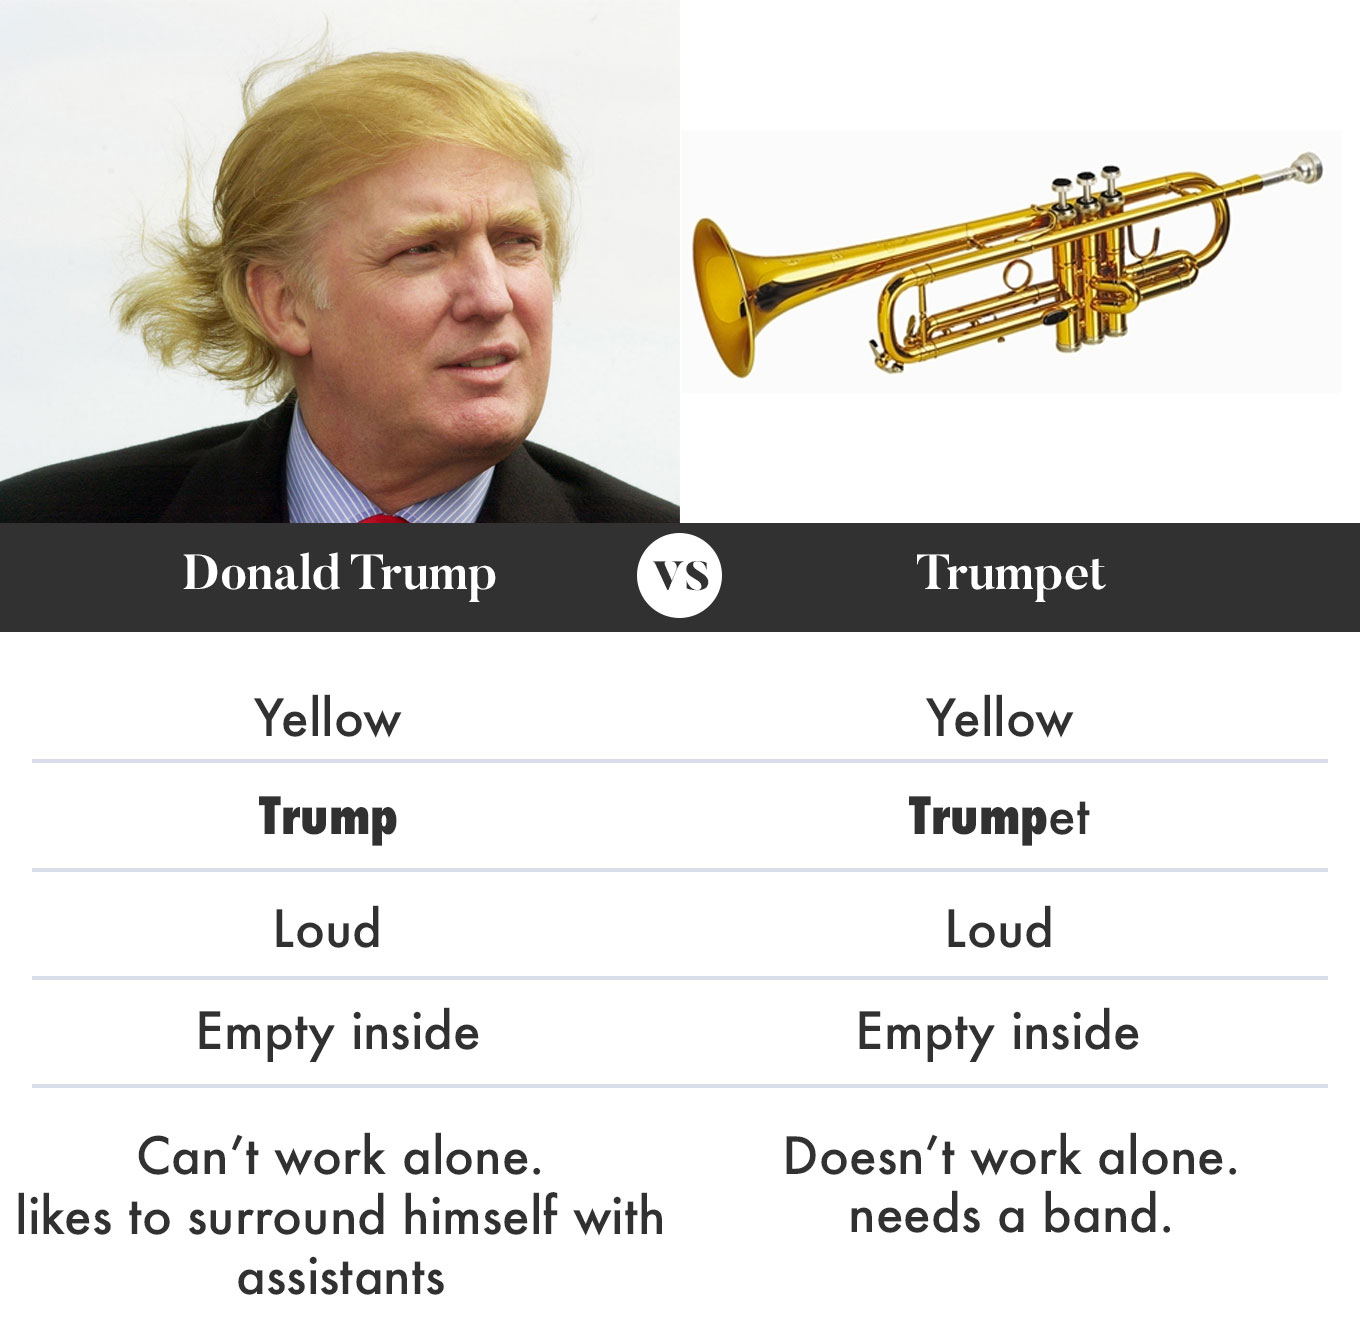 Donald Trump vs Trumpet
Yellow Yellow
Trump Trumpet
Loud Loud
Empty inside Empty inside
Can't work alone.
likes to surround himself with
assistants
Doesn't work alone.
needs a band.